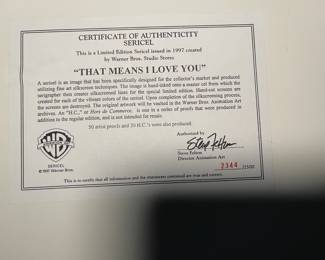 CERTIFICATE OF AUTHENTICITY
SERICEL
This is a Limited Edition Sericel issued in 1997 created
by Warner Bros. Studio Stores
"THAT MEANS I LOVE YOU"
A sericel is an image that has been specifically designed for the collector's market and produced
utilizing fine art silkscreen techniques. The image is hand-inked onto a master cel from which the
serigrapher then creates silkscreened lines for the special limited edition. Hand-cut screens are
created for each of the vibrant colors of the sericel. Upon completion of the silkscreening process,
the screens are destroyed. The original artwork will be vaulted in the Warner Bros. Animation Art
archives. An "H.C.," or Hors de Commerce, is one in a series of proofs that were produced in
addition to the regular edition, and is not intended for resale.
50 artist proofs and 20 H.C.'s were also produced.
Authorized by
Steve Felton
Director Animation Art
WB
SERICEL
© 1997 Warner Bros.
2344 /2500
This is to certify that all information and the statements contained are true and correct.